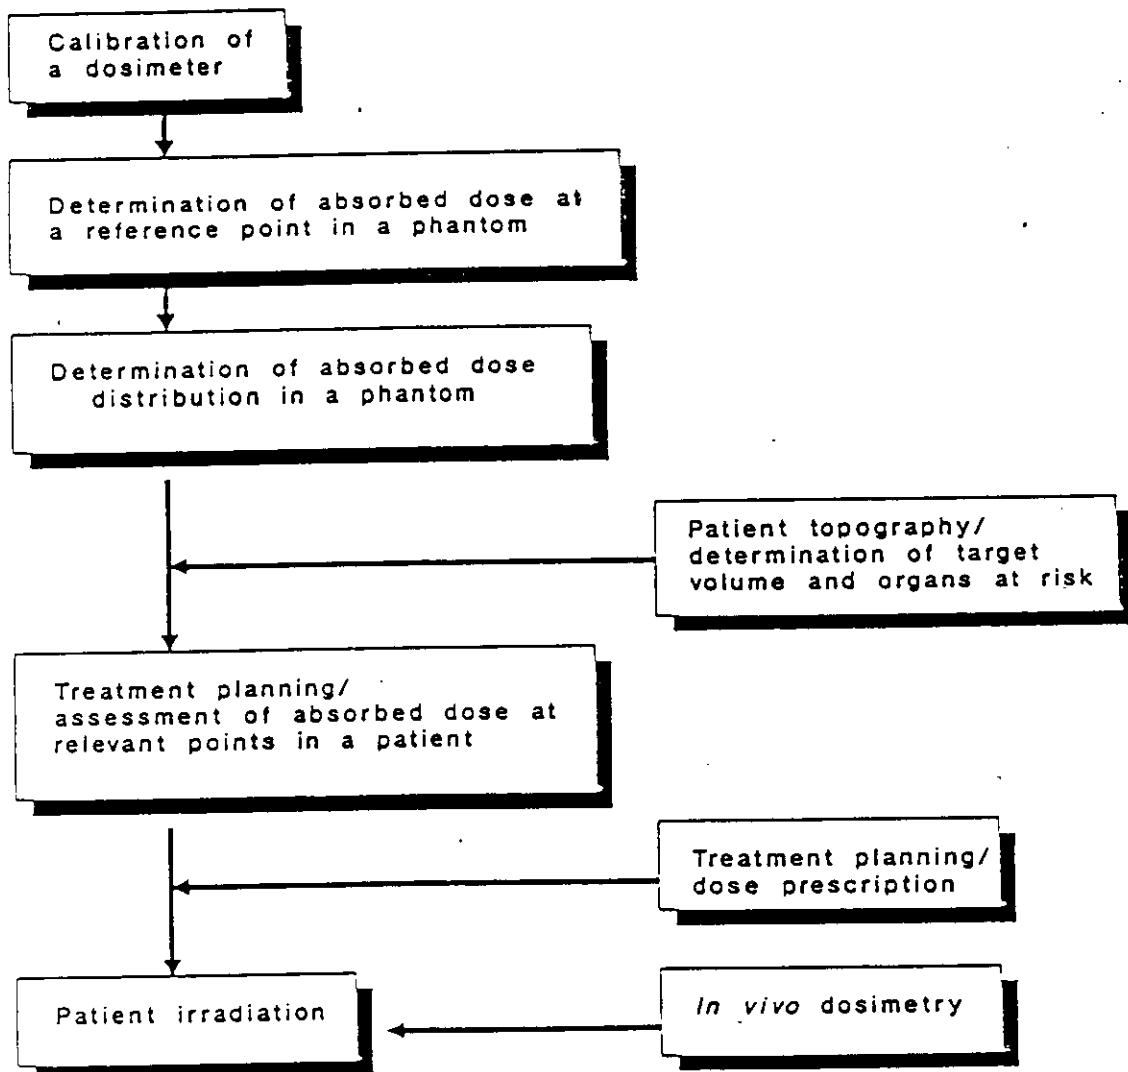 Calibration of
a dosimeter
Determination of absorbed dose at
a reference point in a phantom
Determination of absorbed dose
distribution in a phantom
Patient topography/
determination of target
volume and organs at risk
Treatment planning/
assessment of absorbed dose at
relevant points in a patient
Treatment planning/
dose prescription
Patient irradiation
In vivo dosimetry